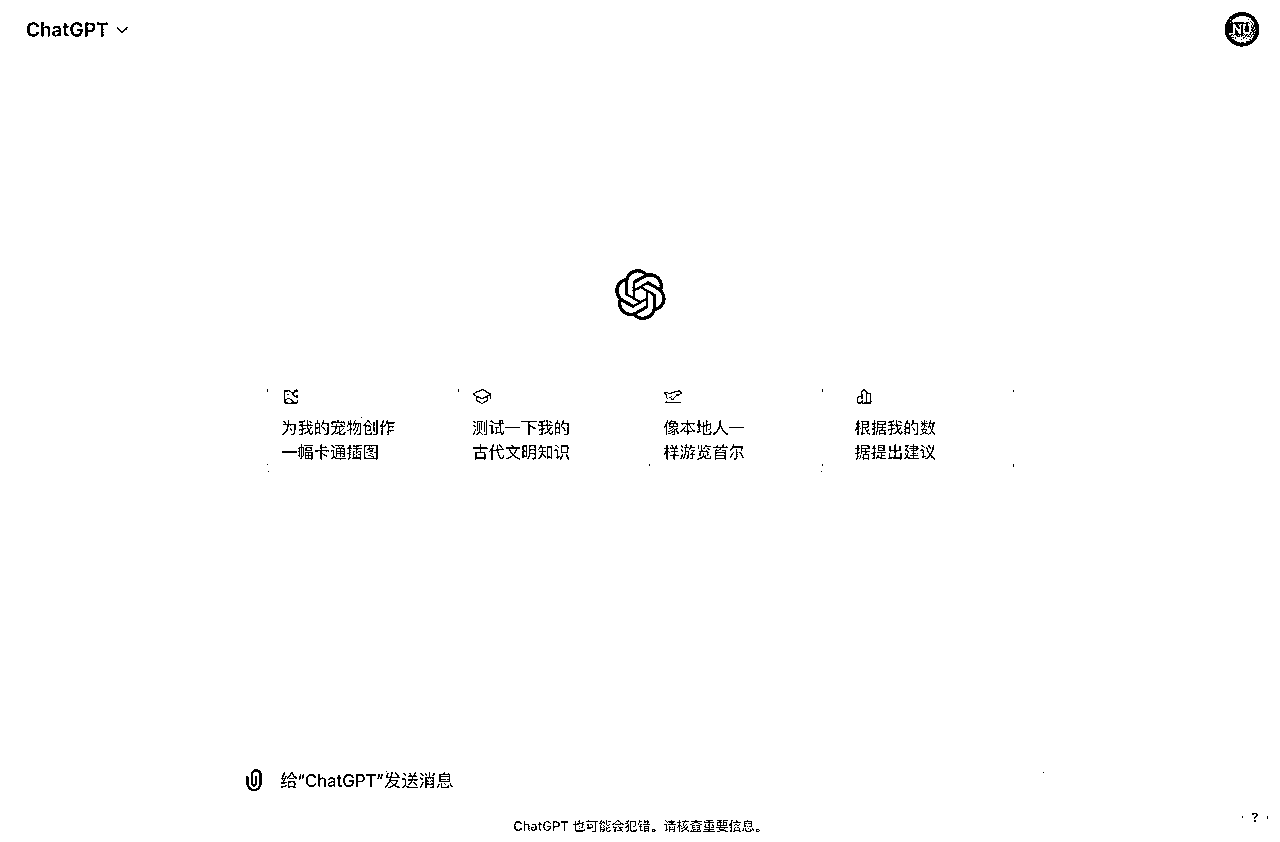 ChatGPT
为我的宠物创作
一幅卡通插图
测试一下我的
古代文明知识
像本地人一
样游览首尔
根据我的数
据提出建议
给“ChatGPT”发送消息
ChatGPT 也可能会犯错。请核查重要信息。
?